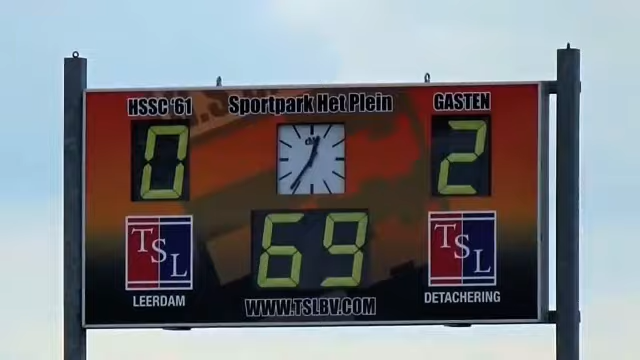 HSSC '61 Sportpark Het Plein GASTEN
0 2
TSL 69 TSL
LEERDAM WWW.TSLBV.COM DETACHERING